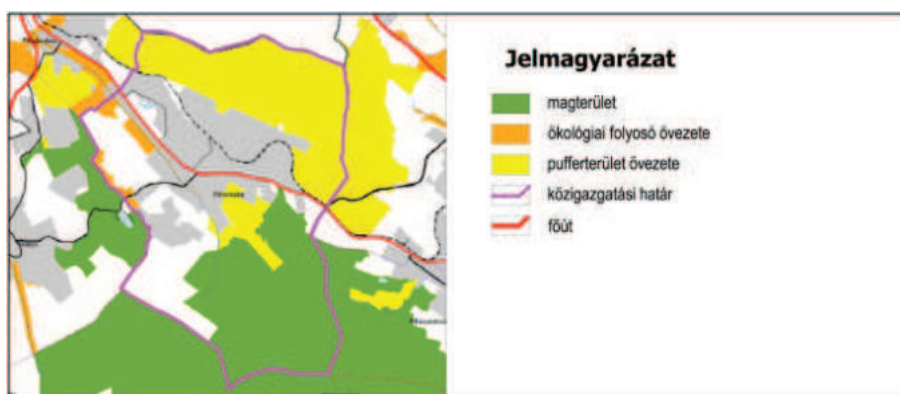 Jelmagyarázat
magterület
ökológiai folyosó övezete
pufferterület övezete
közigazgatási határ
főút